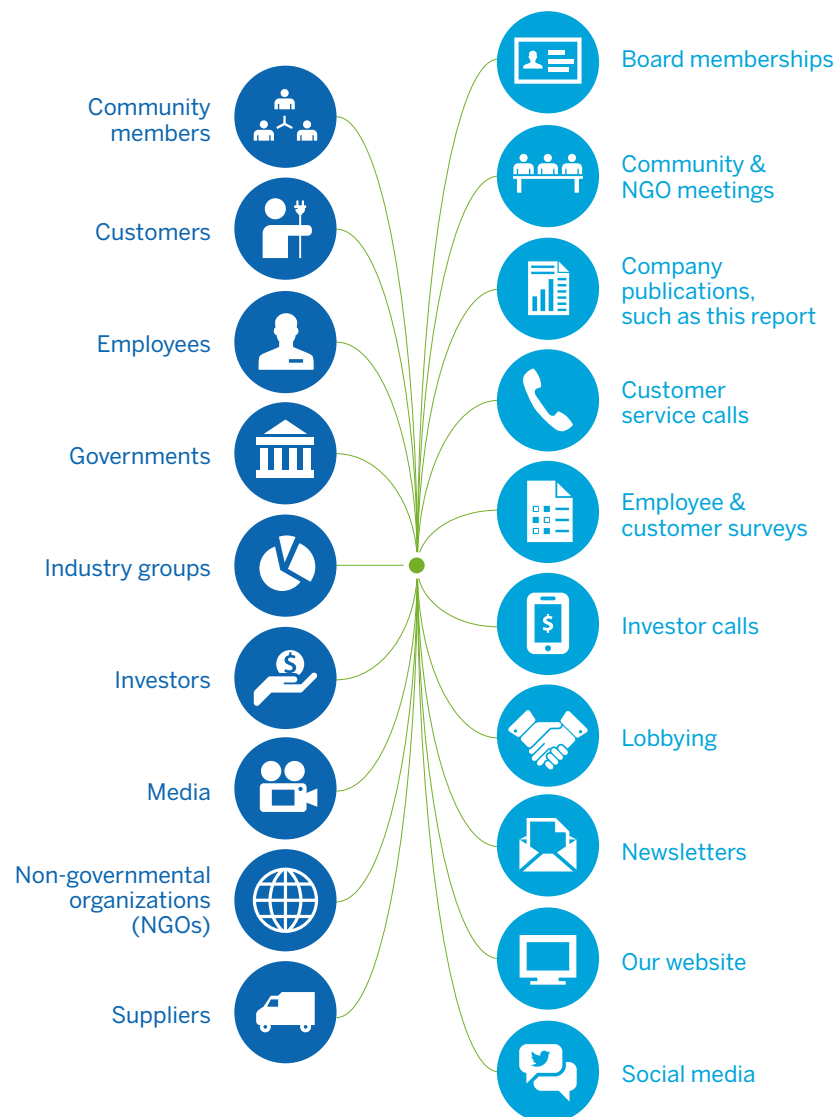 Community
members
Customers
Employees
Governments
Industry groups
Investors
$
Media
Non-governmental
organizations
(NGOs)
Suppliers
Board memberships
Community &
NGO meetings
Company
publications,
such as this report
Customer
service calls
Employee &
customer surveys
Investor calls
$
Lobbying
Newsletters
Our website
Social media